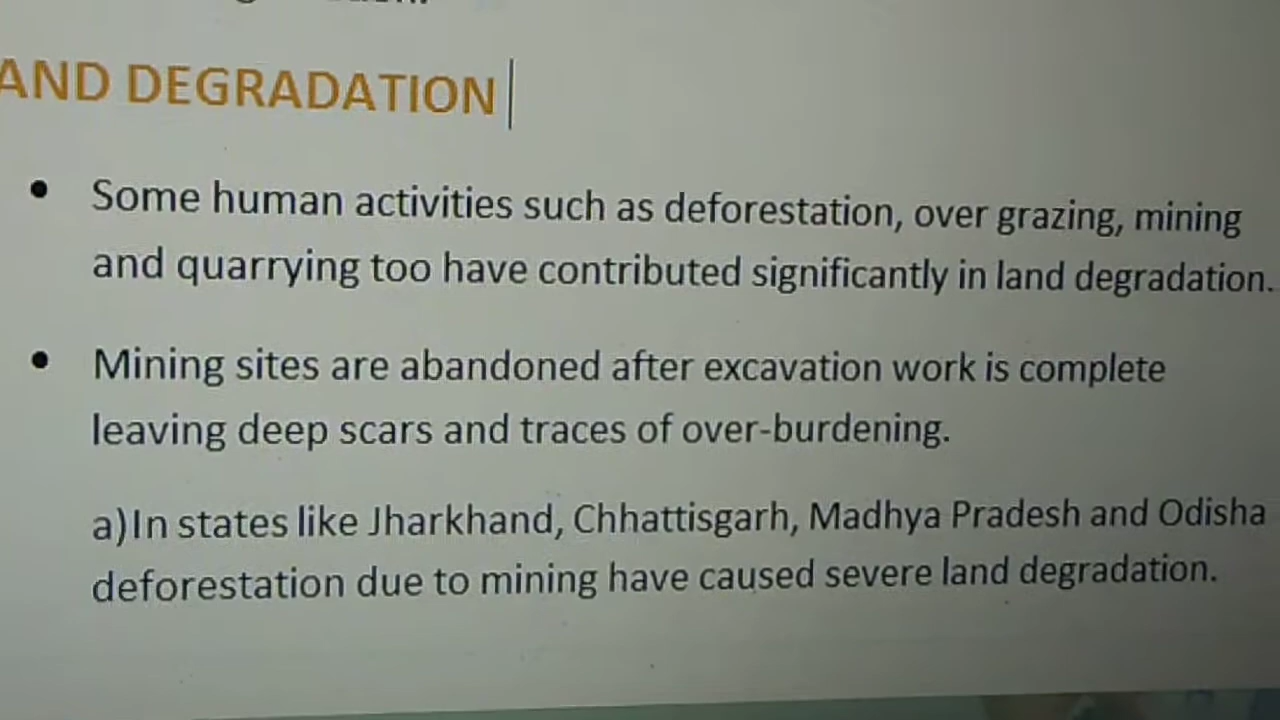 AND DEGRADATION
• Some human activities such as deforestation, over grazing, mining
and quarrying too have contributed significantly in land degradation.
• Mining sites are abandoned after excavation work is complete
leaving deep scars and traces of over-burdening.
a)In states like Jharkhand, Chhattisgarh, Madhya Pradesh and Odisha
deforestation due to mining have caused severe land degradation.